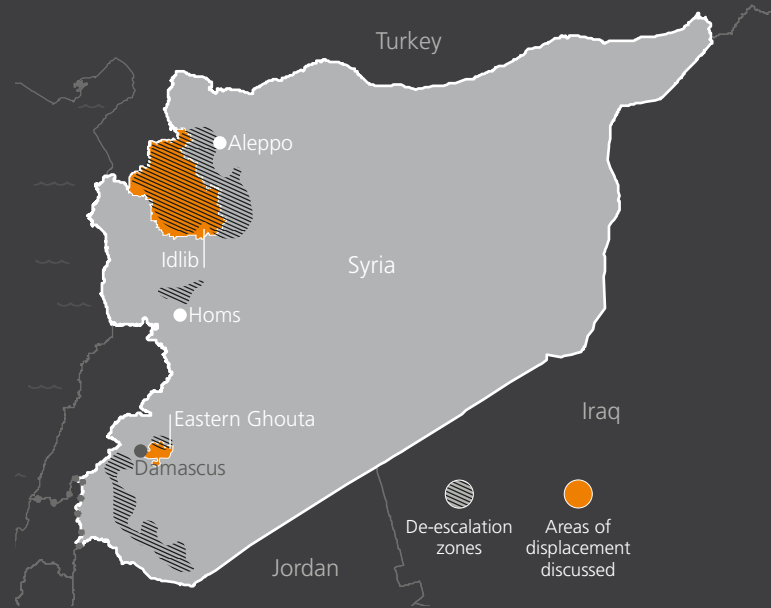 Turkey
Aleppo
Idlib
Syria
Homs
Eastern Ghouta
Iraq
Damascus
De-escalation
zones
Areas of
displacement
discussed
Jordan